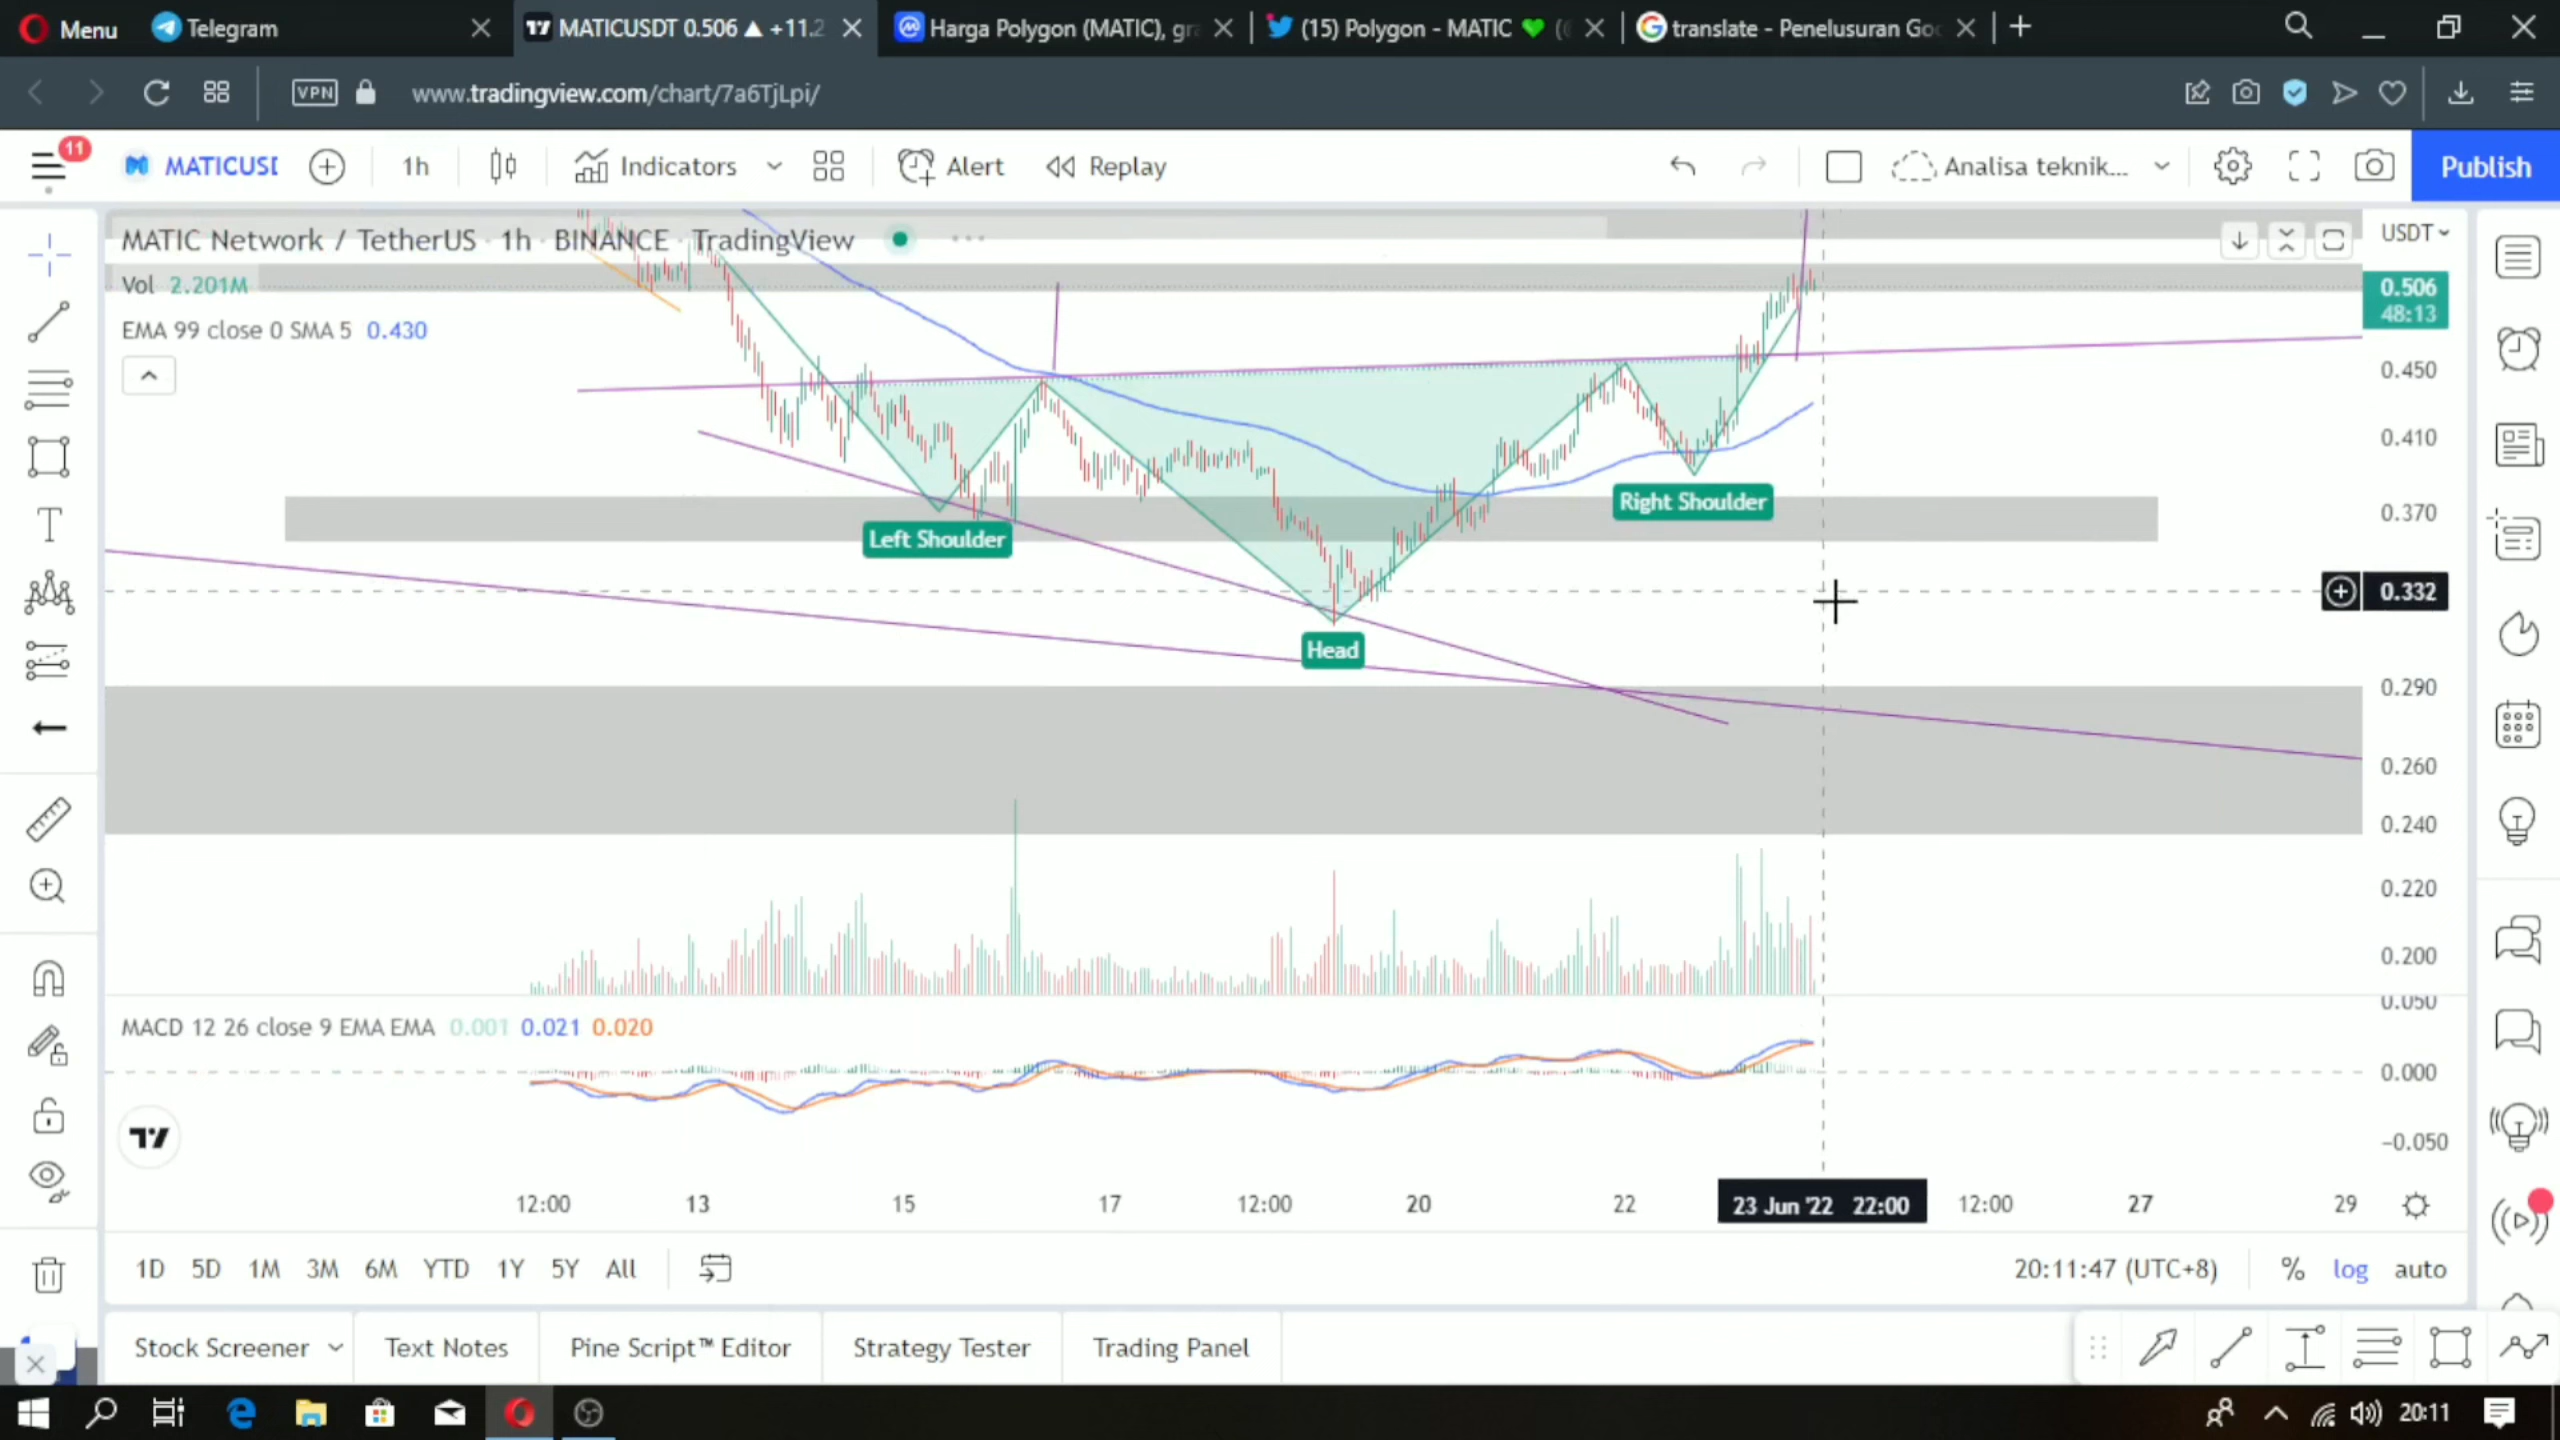 Menu
Telegram
MATICUSDT 0.506 ▲ +11.2
Harga Polygon (MATIC), gr
(15) Polygon - MATIC 💚 (
translate - Penelusuran Goo
VPN
www.tradingview.com/chart/7a6TjLpi/
11
MATICUSD
1h
Indicators
Alert
Replay
Analisa teknik...
Publish
MATIC Network / TetherUS · 1h · BINANCE · TradingView
USDT
Vol 2.201M
0.506
48:13
EMA 99 close 0 SMA 5 0.430
0.450
0.410
Right Shoulder
0.370
Left Shoulder
0.332
Head
0.290
0.260
0.240
0.220
0.200
0.050
MACD 12 26 close 9 EMA EMA 0.001 0.021 0.020
0.000
−0.050
12:00 13 15 17 12:00 20 22 23 Jun '22 22:00 12:00 27 29
1D 5D 1M 3M 6M YTD 1Y 5Y All
20:11:47 (UTC+8) % log auto
Stock Screener
Text Notes
Pine Script™ Editor
Strategy Tester
Trading Panel
20:11